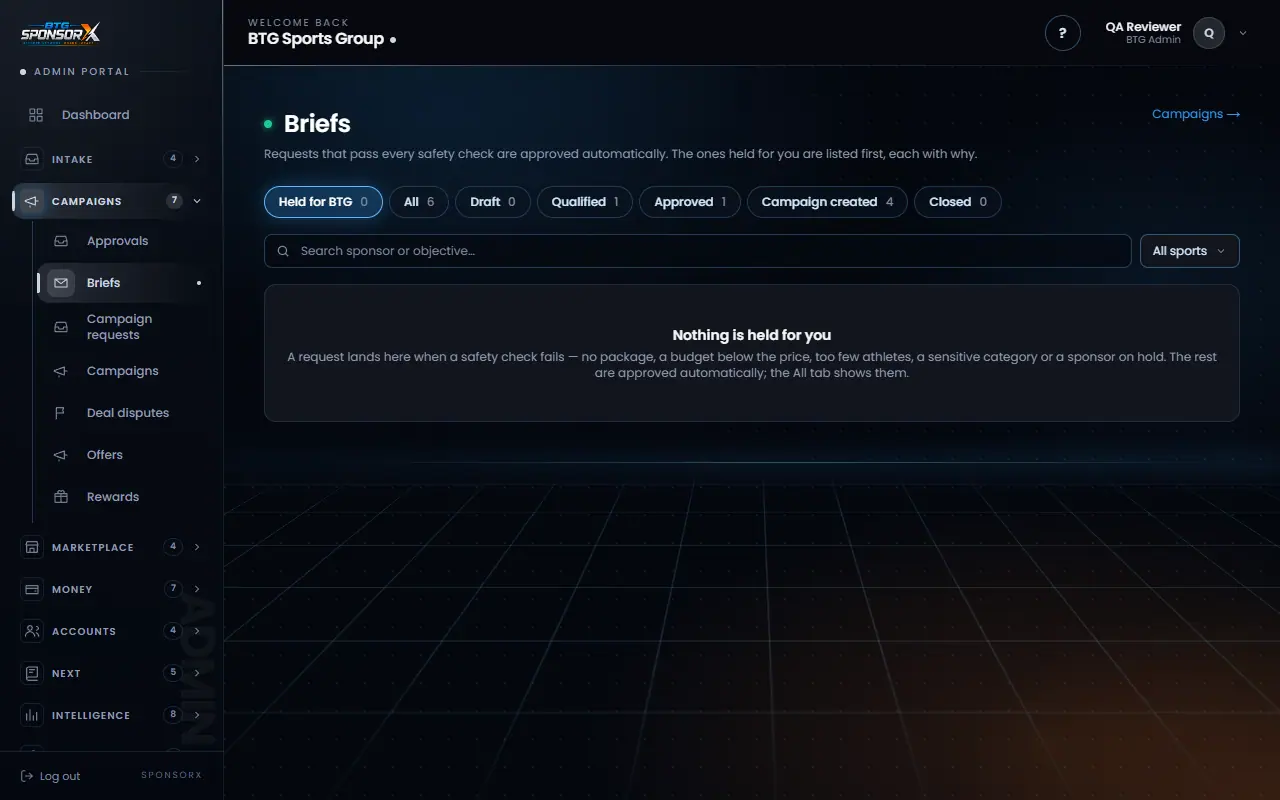 BTG
SPONSORX
ADMIN PORTAL
Dashboard
INTAKE 4
CAMPAIGNS 7
Approvals
Briefs
Campaign
requests
Campaigns
Deal disputes
Offers
Rewards
MARKETPLACE 4
MONEY 7
ACCOUNTS 4
NEXT 5
INTELLIGENCE 8
ADMIN
Log out SPONSORX
WELCOME BACK
BTG Sports Group
?
QA Reviewer
BTG Admin
Q
Briefs
Campaigns →
Requests that pass every safety check are approved automatically. The ones held for you are listed first, each with why.
Held for BTG 0 All 6 Draft 0 Qualified 1 Approved 1 Campaign created 4 Closed 0
Search sponsor or objective...
All sports
Nothing is held for you
A request lands here when a safety check fails — no package, a budget below the price, too few athletes, a sensitive category or a sponsor on hold. The rest
are approved automatically; the All tab shows them.